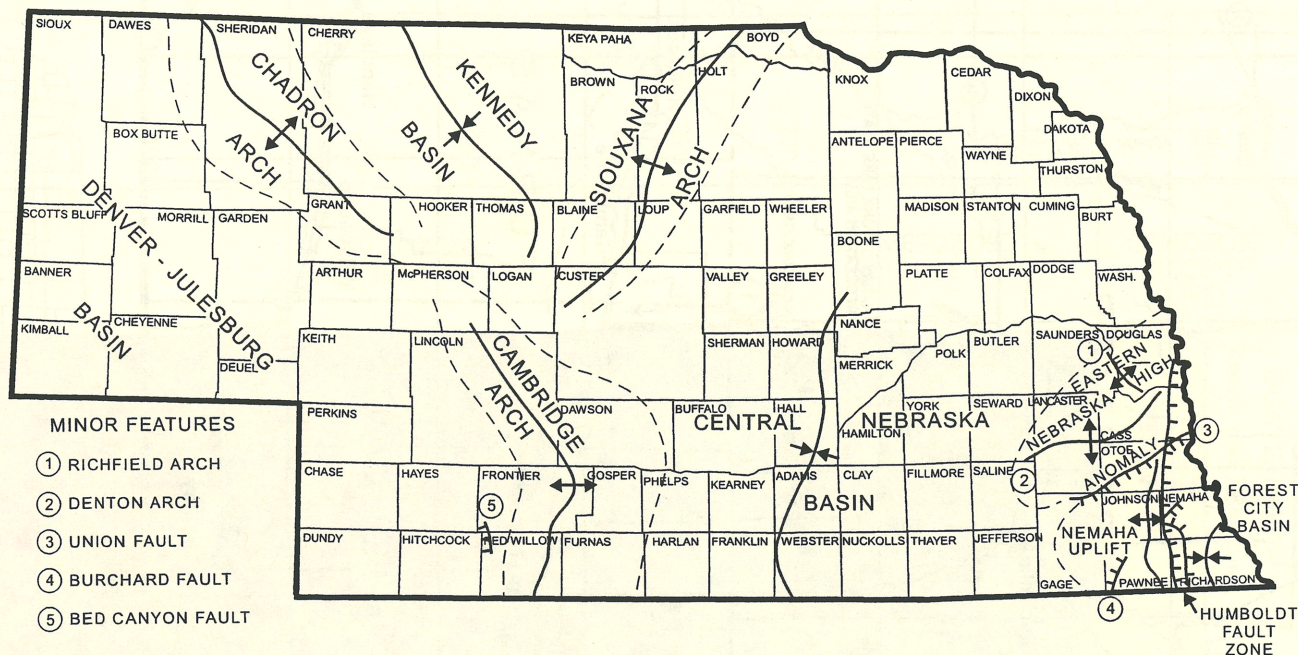 SIOUX
DAWES
SHERIDAN
CHERRY
KEYA PAHA
BOYD
BROWN
ROCK
HOLT
KNOX
CEDAR
DIXON
DAKOTA
CHADRON
ARCH
KENNEDY
BASIN
SIOUXANA
ARCH
BOX BUTTE
ANTELOPE
PIERCE
WAYNE
THURSTON
SCOTTS BLUFF
MORRILL
GARDEN
GRANT
HOOKER
THOMAS
BLAINE
LOUP
GARFIELD
WHEELER
MADISON
STANTON
CUMING
BURT
BOONE
DENVER - JULESBURG
BASIN
BANNER
ARTHUR
McPHERSON
LOGAN
CUSTER
VALLEY
GREELEY
PLATTE
COLFAX
DODGE
WASH.
KIMBALL
CHEYENNE
DEUEL
KEITH
LINCOLN
CAMBRIDGE
ARCH
SHERMAN
HOWARD
NANCE
MERRICK
POLK
BUTLER
SAUNDERS
DOUGLAS
1
EASTERN
NEBRASKA HIGH
PERKINS
DAWSON
BUFFALO
HALL
HAMILTON
YORK
SEWARD
LANCASTER
CASS
OTOE
CENTRAL NEBRASKA
BASIN
ANOMALY
3
2
CHASE
HAYES
FRONTIER
GOSPER
PHELPS
KEARNEY
ADAMS
CLAY
FILLMORE
SALINE
JOHNSON
NEMAHA
FOREST
CITY
BASIN
5
NEMAHA
UPLIFT
DUNDY
HITCHCOCK
RED WILLOW
FURNAS
HARLAN
FRANKLIN
WEBSTER
NUCKOLLS
THAYER
JEFFERSON
GAGE
PAWNEE
RICHARDSON
4
HUMBOLDT
FAULT
ZONE
MINOR FEATURES
1 RICHFIELD ARCH
2 DENTON ARCH
3 UNION FAULT
4 BURCHARD FAULT
5 BED CANYON FAULT